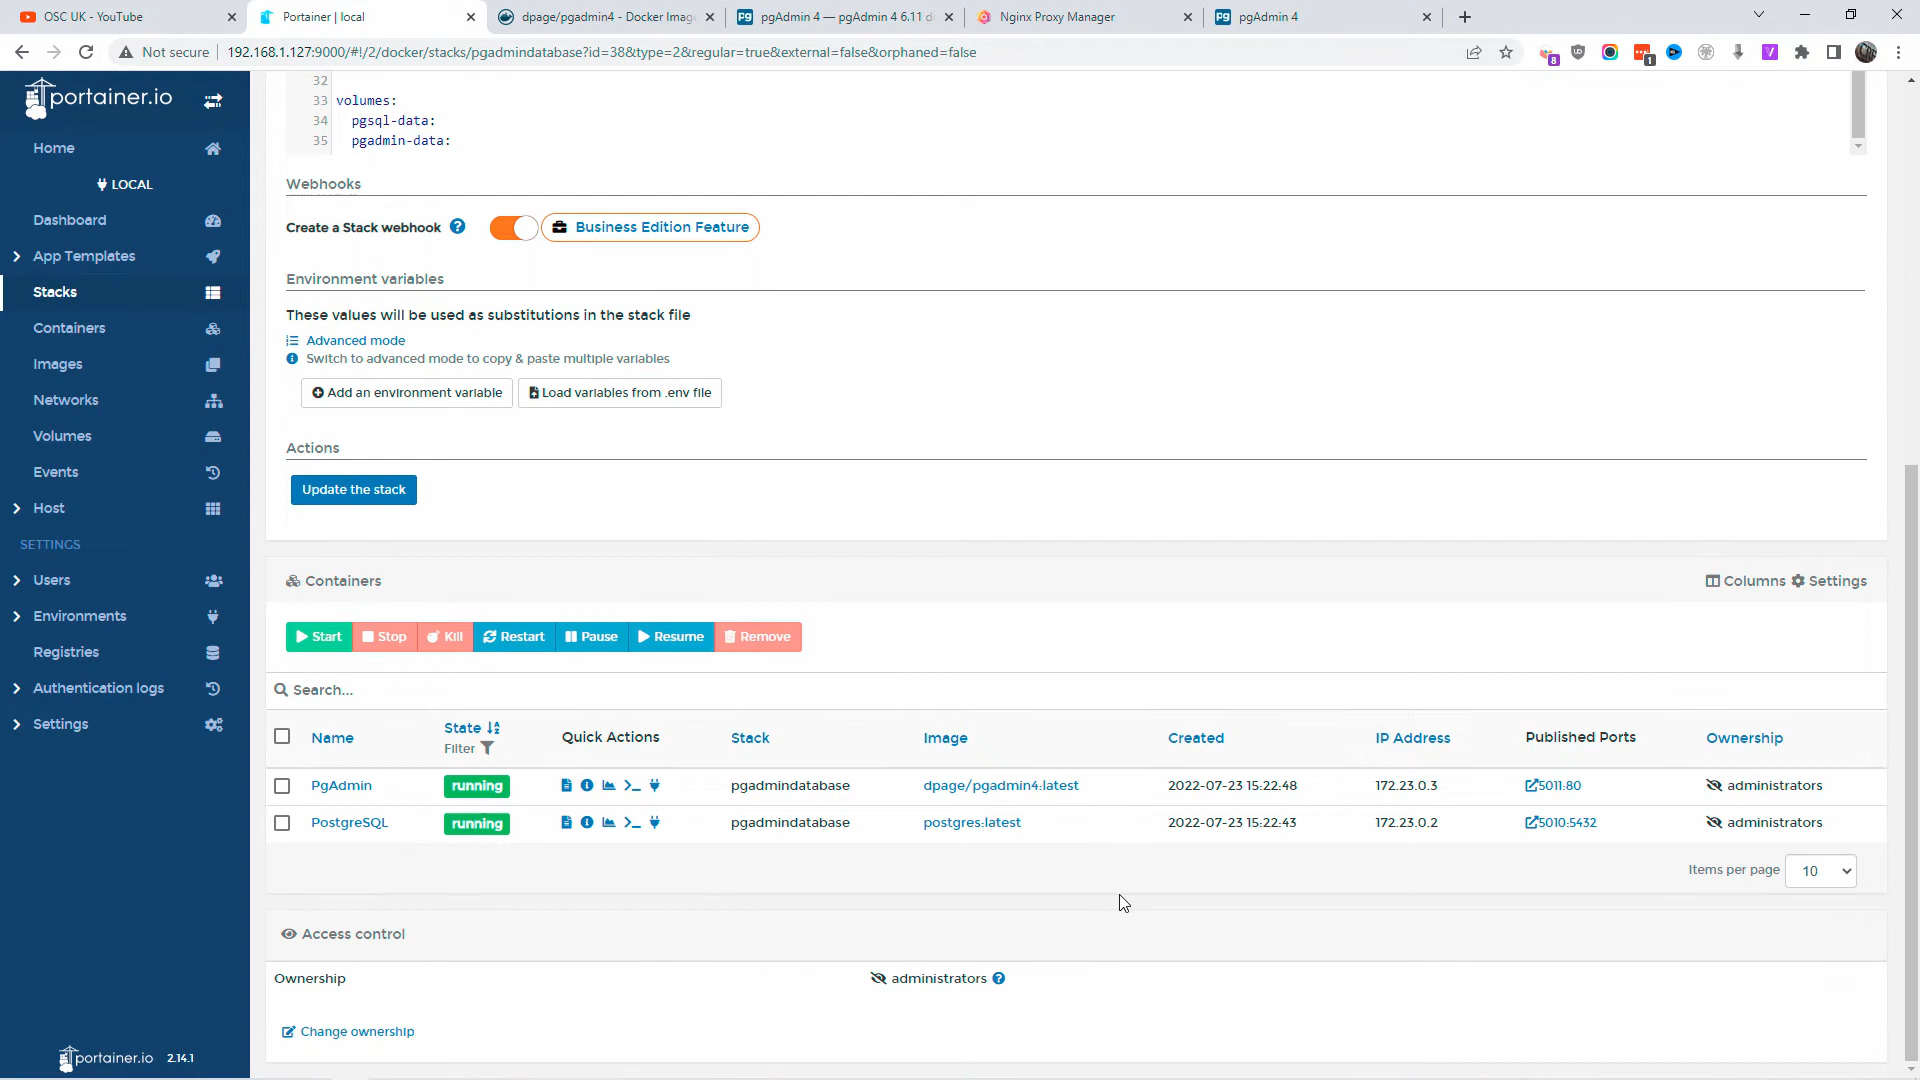 OSC UK - YouTube
Portainer | local
dpage/pgadmin4 - Docker Imag
pgAdmin 4 — pgAdmin 4 6.11 d
Nginx Proxy Manager
pgAdmin 4
Not secure
192.168.1.127:9000/#!/2/docker/stacks/pgadmindatabase?id=38&type=2&regular=true&external=false&orphaned=false
8
1
portainer.io
Home
LOCAL
Dashboard
App Templates
Stacks
Containers
Images
Networks
Volumes
Events
Host
SETTINGS
Users
Environments
Registries
Authentication logs
Settings
portainer.io 2.14.1
32
33 volumes:
34 pgsql-data:
35 pgadmin-data:
Webhooks
Create a Stack webhook
Business Edition Feature
Environment variables
These values will be used as substitutions in the stack file
Advanced mode
Switch to advanced mode to copy & paste multiple variables
Add an environment variable
Load variables from .env file
Actions
Update the stack
Containers
Columns
Settings
Start
Stop
Kill
Restart
Pause
Resume
Remove
Search...
Name
State
Filter
Quick Actions
Stack
Image
Created
IP Address
Published Ports
Ownership
PgAdmin running pgadmindatabase dpage/pgadmin4:latest 2022-07-23 15:22:48 172.23.0.3 5011:80 administrators
PostgreSQL running pgadmindatabase postgres:latest 2022-07-23 15:22:43 172.23.0.2 5010:5432 administrators
Items per page 10
Access control
Ownership administrators
Change ownership